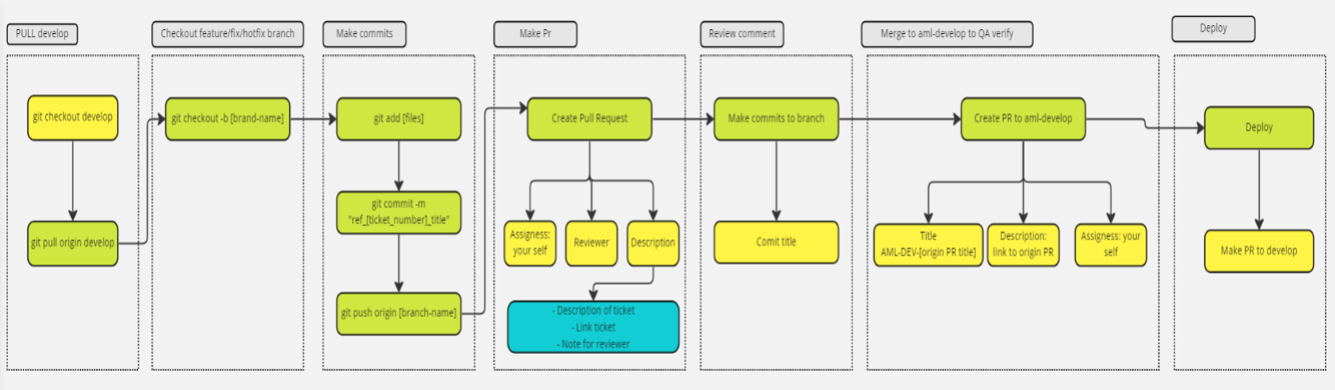 PULL develop
git checkout develop
git pull origin develop
Checkout feature/fix/hotfix branch
git checkout -b [brand-name]
Make commits
git add [files]
git commit -m
"ref_[ticket_number]_title"
git push origin [branch-name]
Make Pr
Create Pull Request
Assigness:
your self
Reviewer
Description
- Description of ticket
- Link ticket
- Note for reviewer
Review comment
Make commits to branch
Comit title
Merge to aml-develop to QA verify
Create PR to aml-develop
Title
AML-DEV-[origin PR title]
Description:
link to origin PR
Assigness: your
self
Deploy
Deploy
Make PR to develop